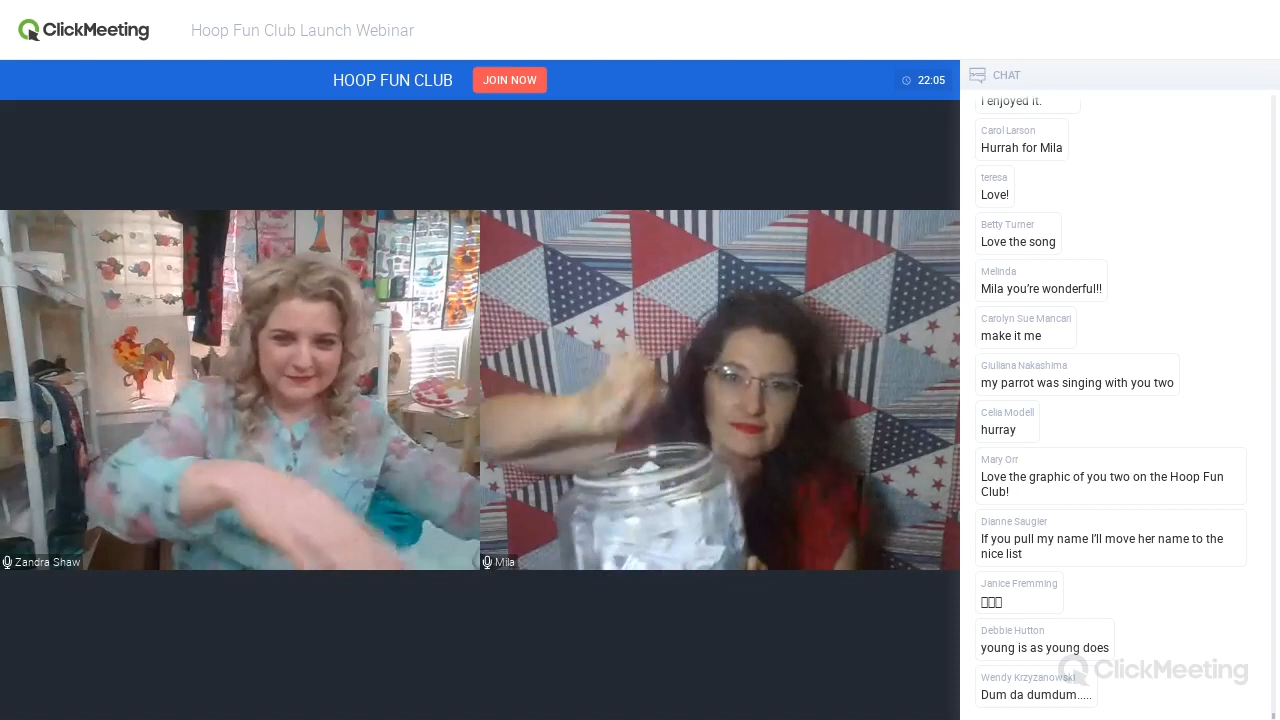 ClickMeeting
Hoop Fun Club Launch Webinar
HOOP FUN CLUB
JOIN NOW
22:05
CHAT
I enjoyed it.
Carol Larson
Hurrah for Mila
teresa
Love!
Betty Turner
Love the song
Melinda
Mila you're wonderful!!
Carolyn Sue Mancari
make it me
Giuliana Nakashima
my parrot was singing with you two
Celia Modell
hurray
Mary Orr
Love the graphic of you two on the Hoop Fun
Club!
Dianne Saugier
If you pull my name I'll move her name to the
nice list
Janice Fremming
Debbie Hutton
young is as young does
Wendy Krzyzanowski
Dum da dumdum.....
ClickMeeting
Zandra Shaw
Mila